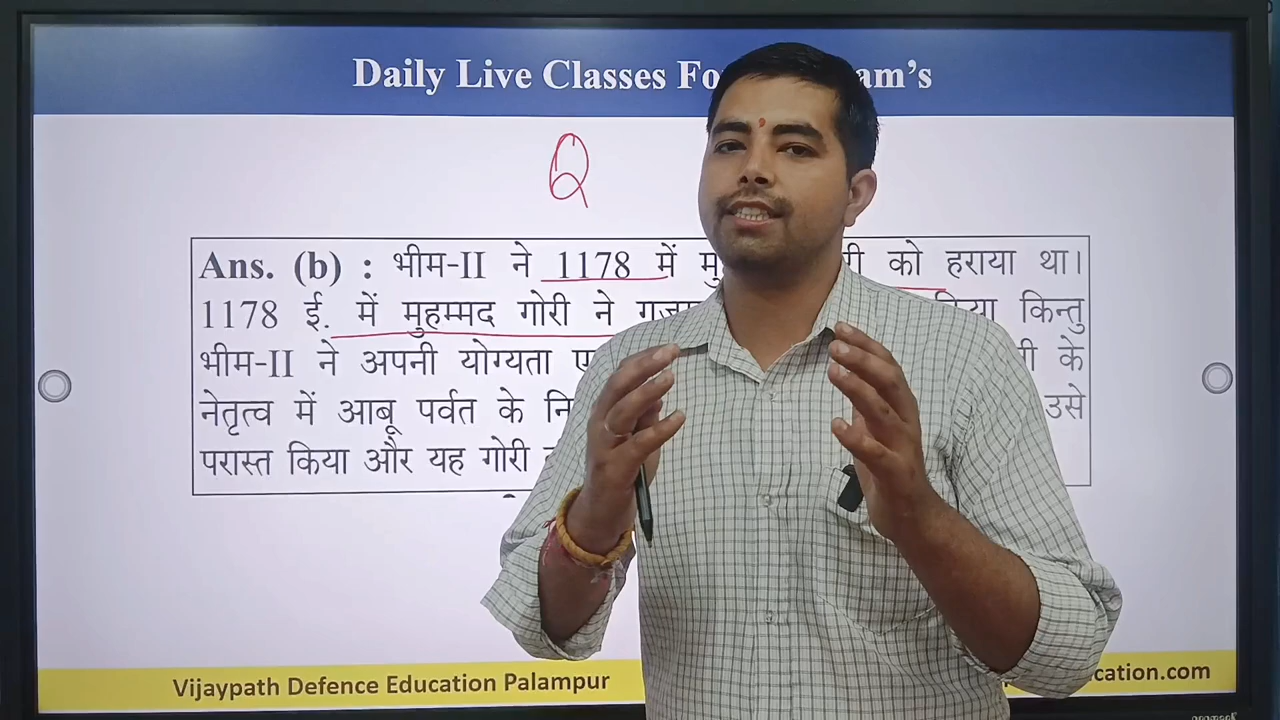 Daily Live Classes Fo am's
Q
Ans. (b) : भीम-II ने 1178 में मु री को हराया था।
1178 ई. में मुहम्मद गोरी ने किन्तु
भीम-II ने अपनी योग्यता के
नेतृत्व में आबू पर्वत के उसे
परास्त किया और यह गोरी
Vijaypath Defence Education Palampur cation.com